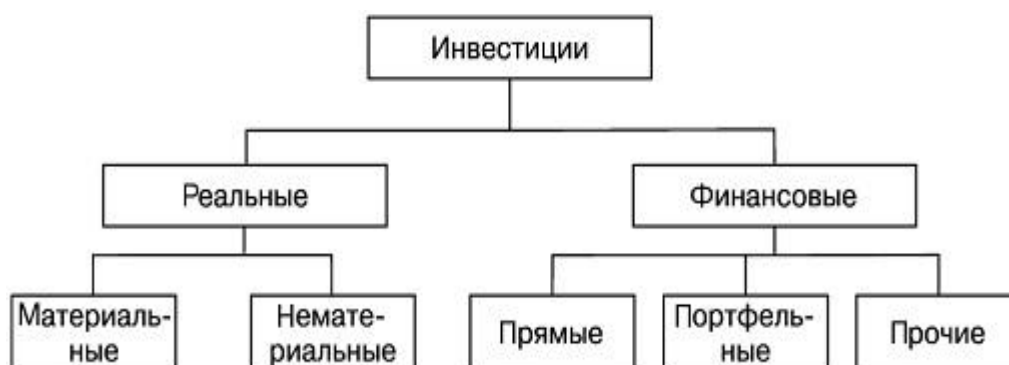 Инвестиции
Реальные
Финансовые
Материаль-
ные
Немате-
риальные
Прямые
Портфель-
ные
Прочие